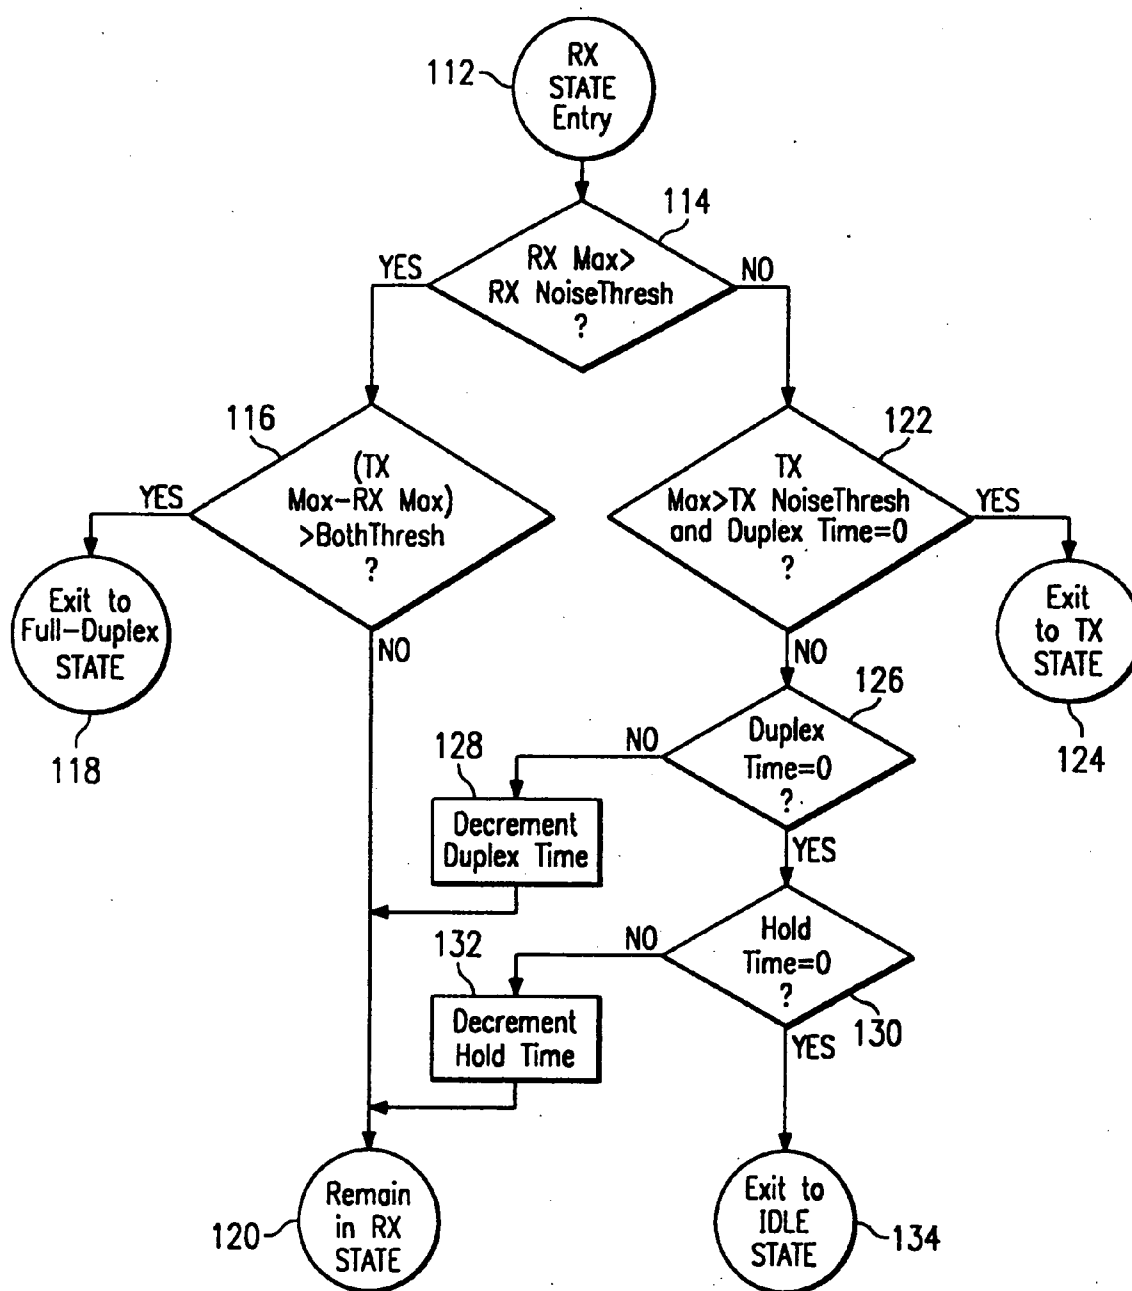 RX
STATE
Entry
112
114
RX Max>
RX NoiseThresh
?
YES
NO
116
(TX
Max-RX Max)
>BothThresh
?
YES
NO
122
TX
Max>TX NoiseThresh
and Duplex Time=0
?
YES
NO
Exit to
Full-Duplex
STATE
118
Exit
to TX
STATE
124
126
Duplex
Time=0
?
NO
YES
128
Decrement
Duplex Time
Hold
Time=0
?
130
NO
YES
132
Decrement
Hold Time
Remain
in RX
STATE
120
Exit to
IDLE
STATE
134